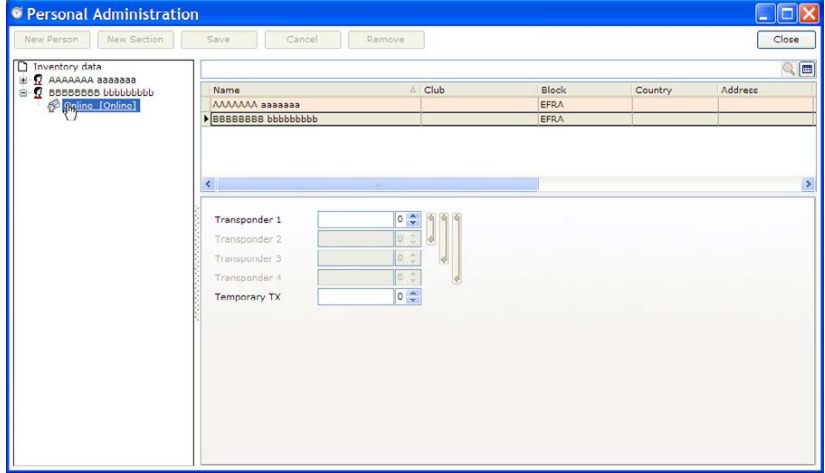 Personal Administration
New Person New Section Save Cancel Remove Close
Inventory data
AAAAAAA aaaaaaa
BBBBBBBB bbbbbbbbb
Online [Online]
Name Club Block Country Address
AAAAAAA aaaaaaa EFRA
BBBBBBBB bbbbbbbbb EFRA
Transponder 1 0
Transponder 2 0
Transponder 3 0
Transponder 4 0
Temporary TX 0